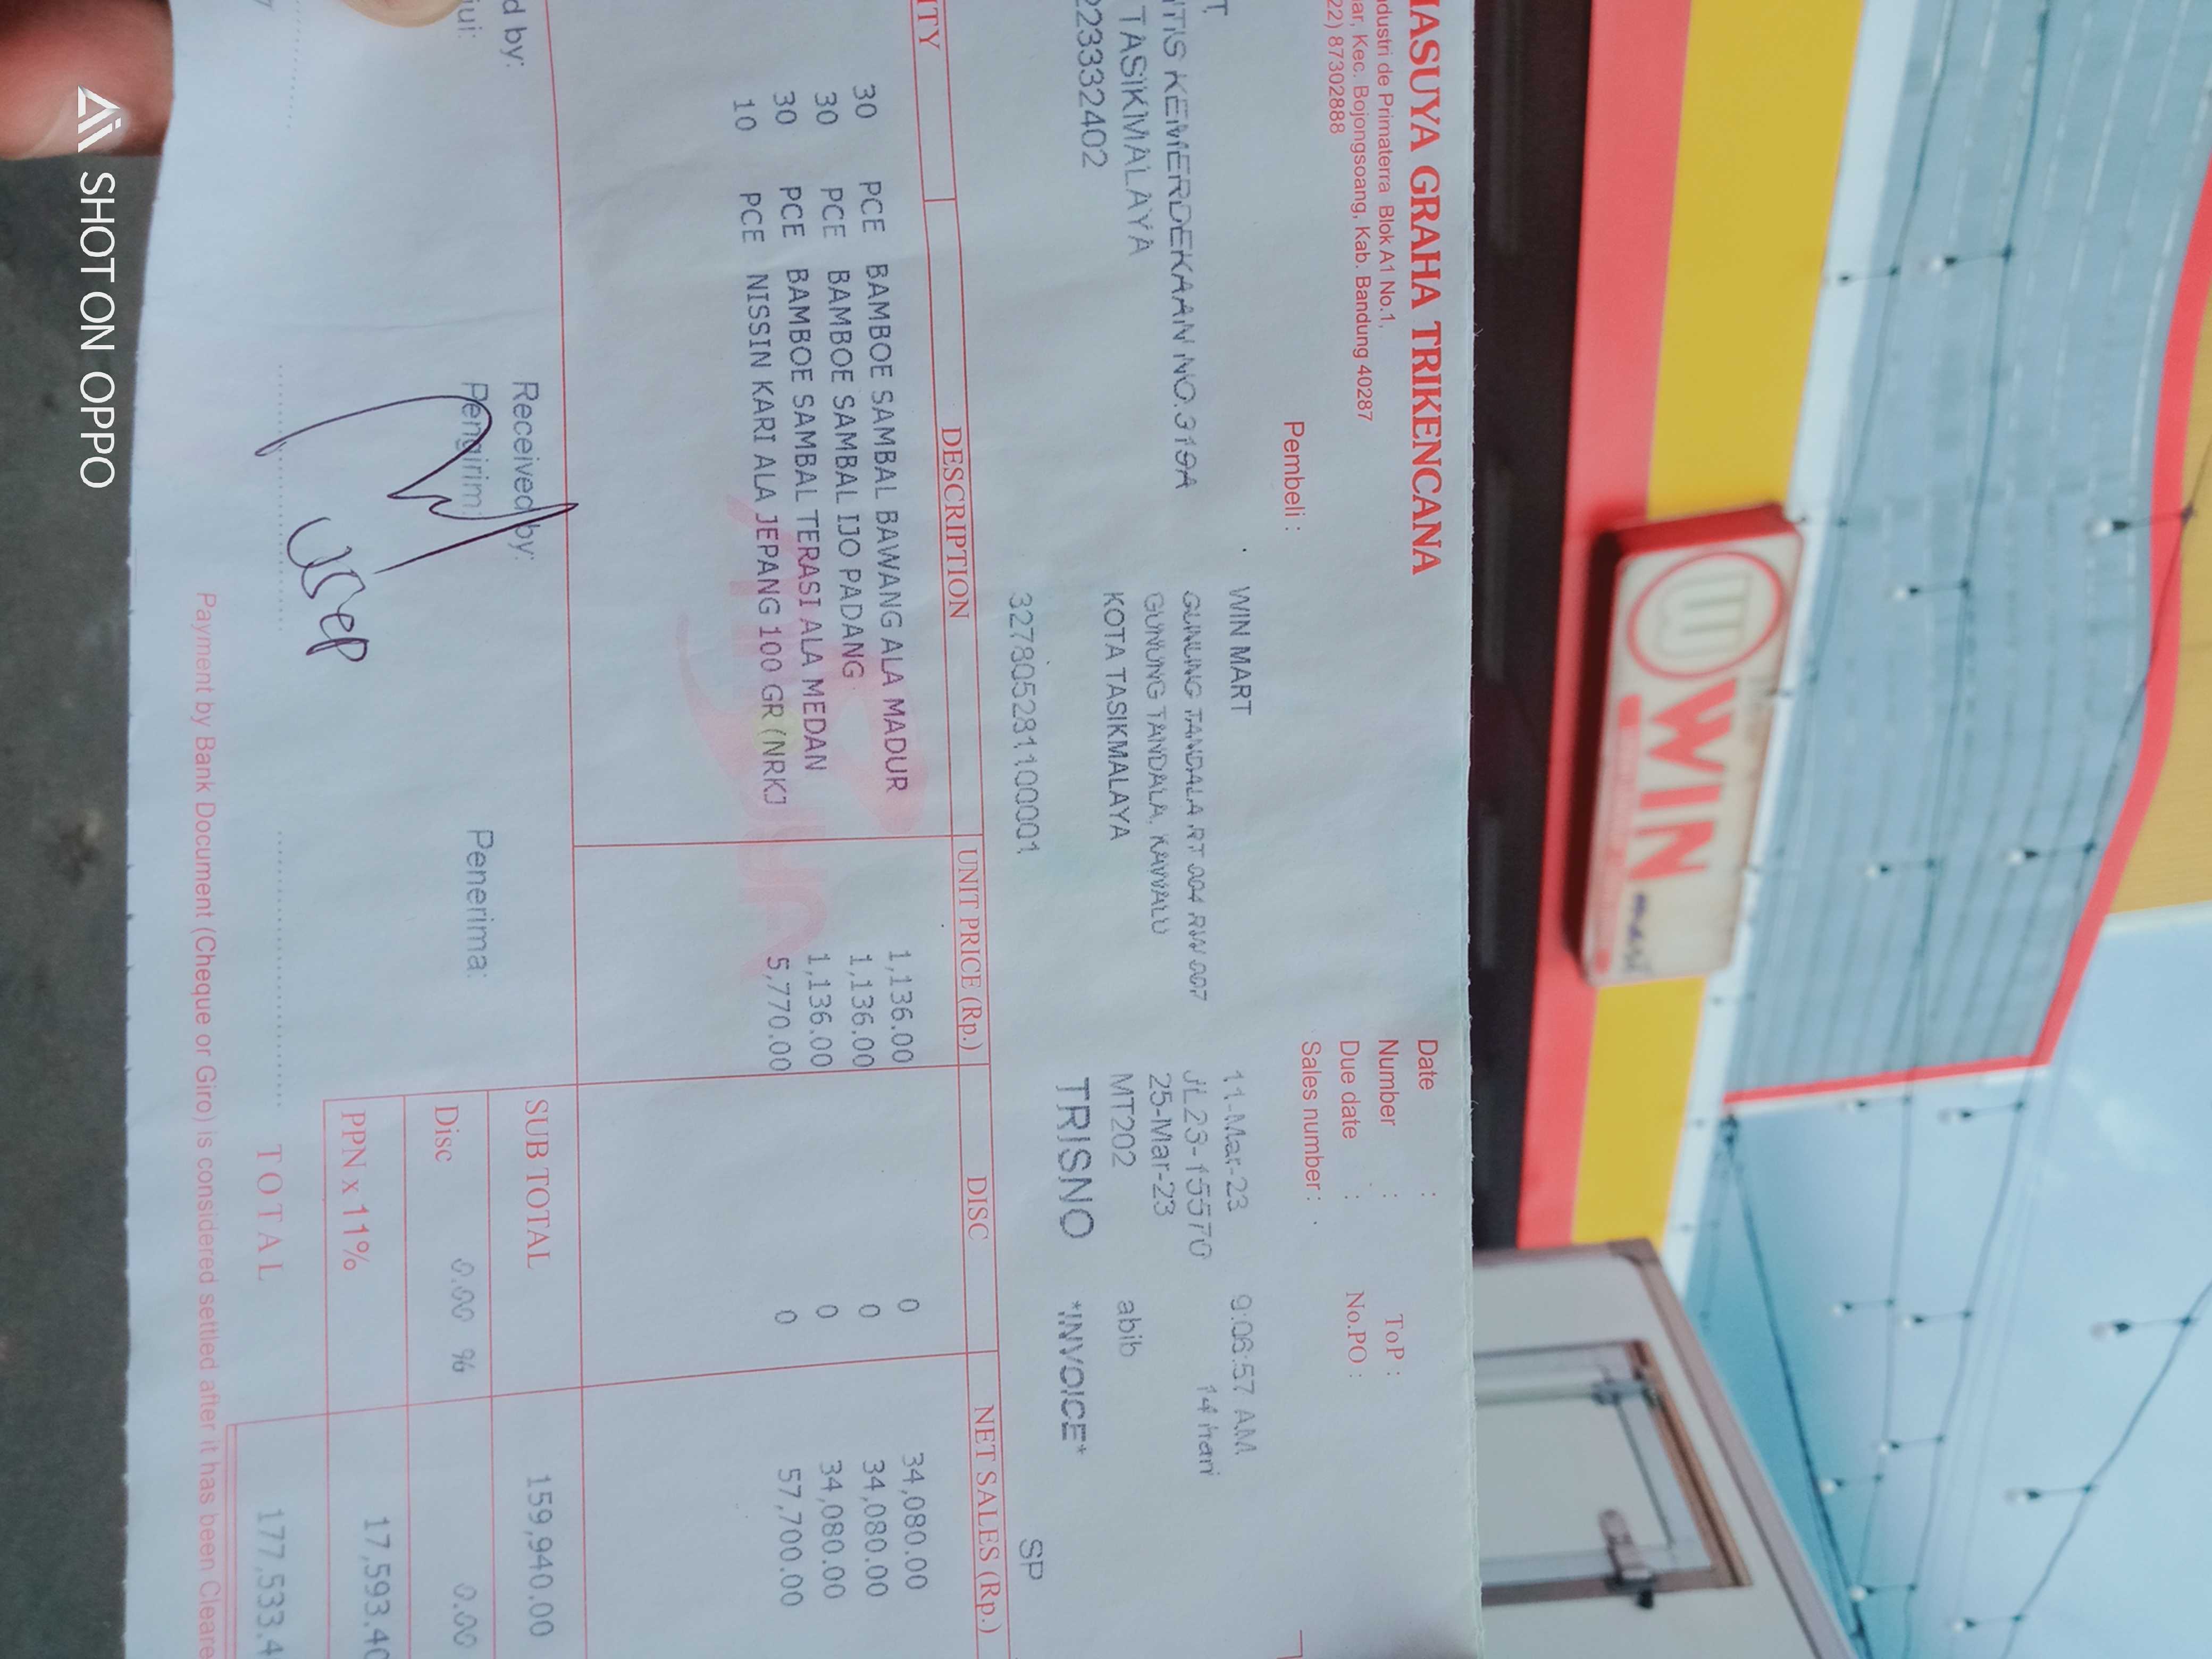 WIN
MASUYA GRAHA TRIKENCANA
dustri de Primaterra Blok A1 No.1,
ar, Kec. Bojongsoang, Kab. Bandung 40287
22) 87302888
Pembeli :
WIN MART
GUNUNG TANDALA RT 004 RW 007
GUNUNG TANDALA, KAWALU
KOTA TASIKMALAYA
3278052811100001
T,
TIS KEMERDEKAAN NO.319A
TASIKMALAYA
2233332402
Date : 11-Mar-23 9:06:57 AM
Number : JL23-15570 ToP : 14 Hari
Due date : 25-Mar-23 No.PO :
Sales number : MT202 abib
TRISNO *INVOICE*
SP
ITY DESCRIPTION UNIT PRICE (Rp.) DISC NET SALES (Rp.)
30 PCE BAMBOE SAMBAL BAWANG ALA MADUR 1,136.00 0 34,080.00
30 PCE BAMBOE SAMBAL IJO PADANG 1,136.00 0 34,080.00
30 PCE BAMBOE SAMBAL TERASI ALA MEDAN 1,136.00 0 34,080.00
10 PCE NISSIN KARI ALA JEPANG 100 GR (NRKJ 5,770.00 0 57,700.00
SUB TOTAL 159,940.00
Disc 0.00 % 0.00
PPN x 11% 17,593.40
TOTAL 177,533.4
d by:
ui:
Received by:
Pengirim:
Penerima:
usep
Payment by Bank Document (Cheque or Giro) is considered settled after it has been Cleare
SHOT ON OPPO